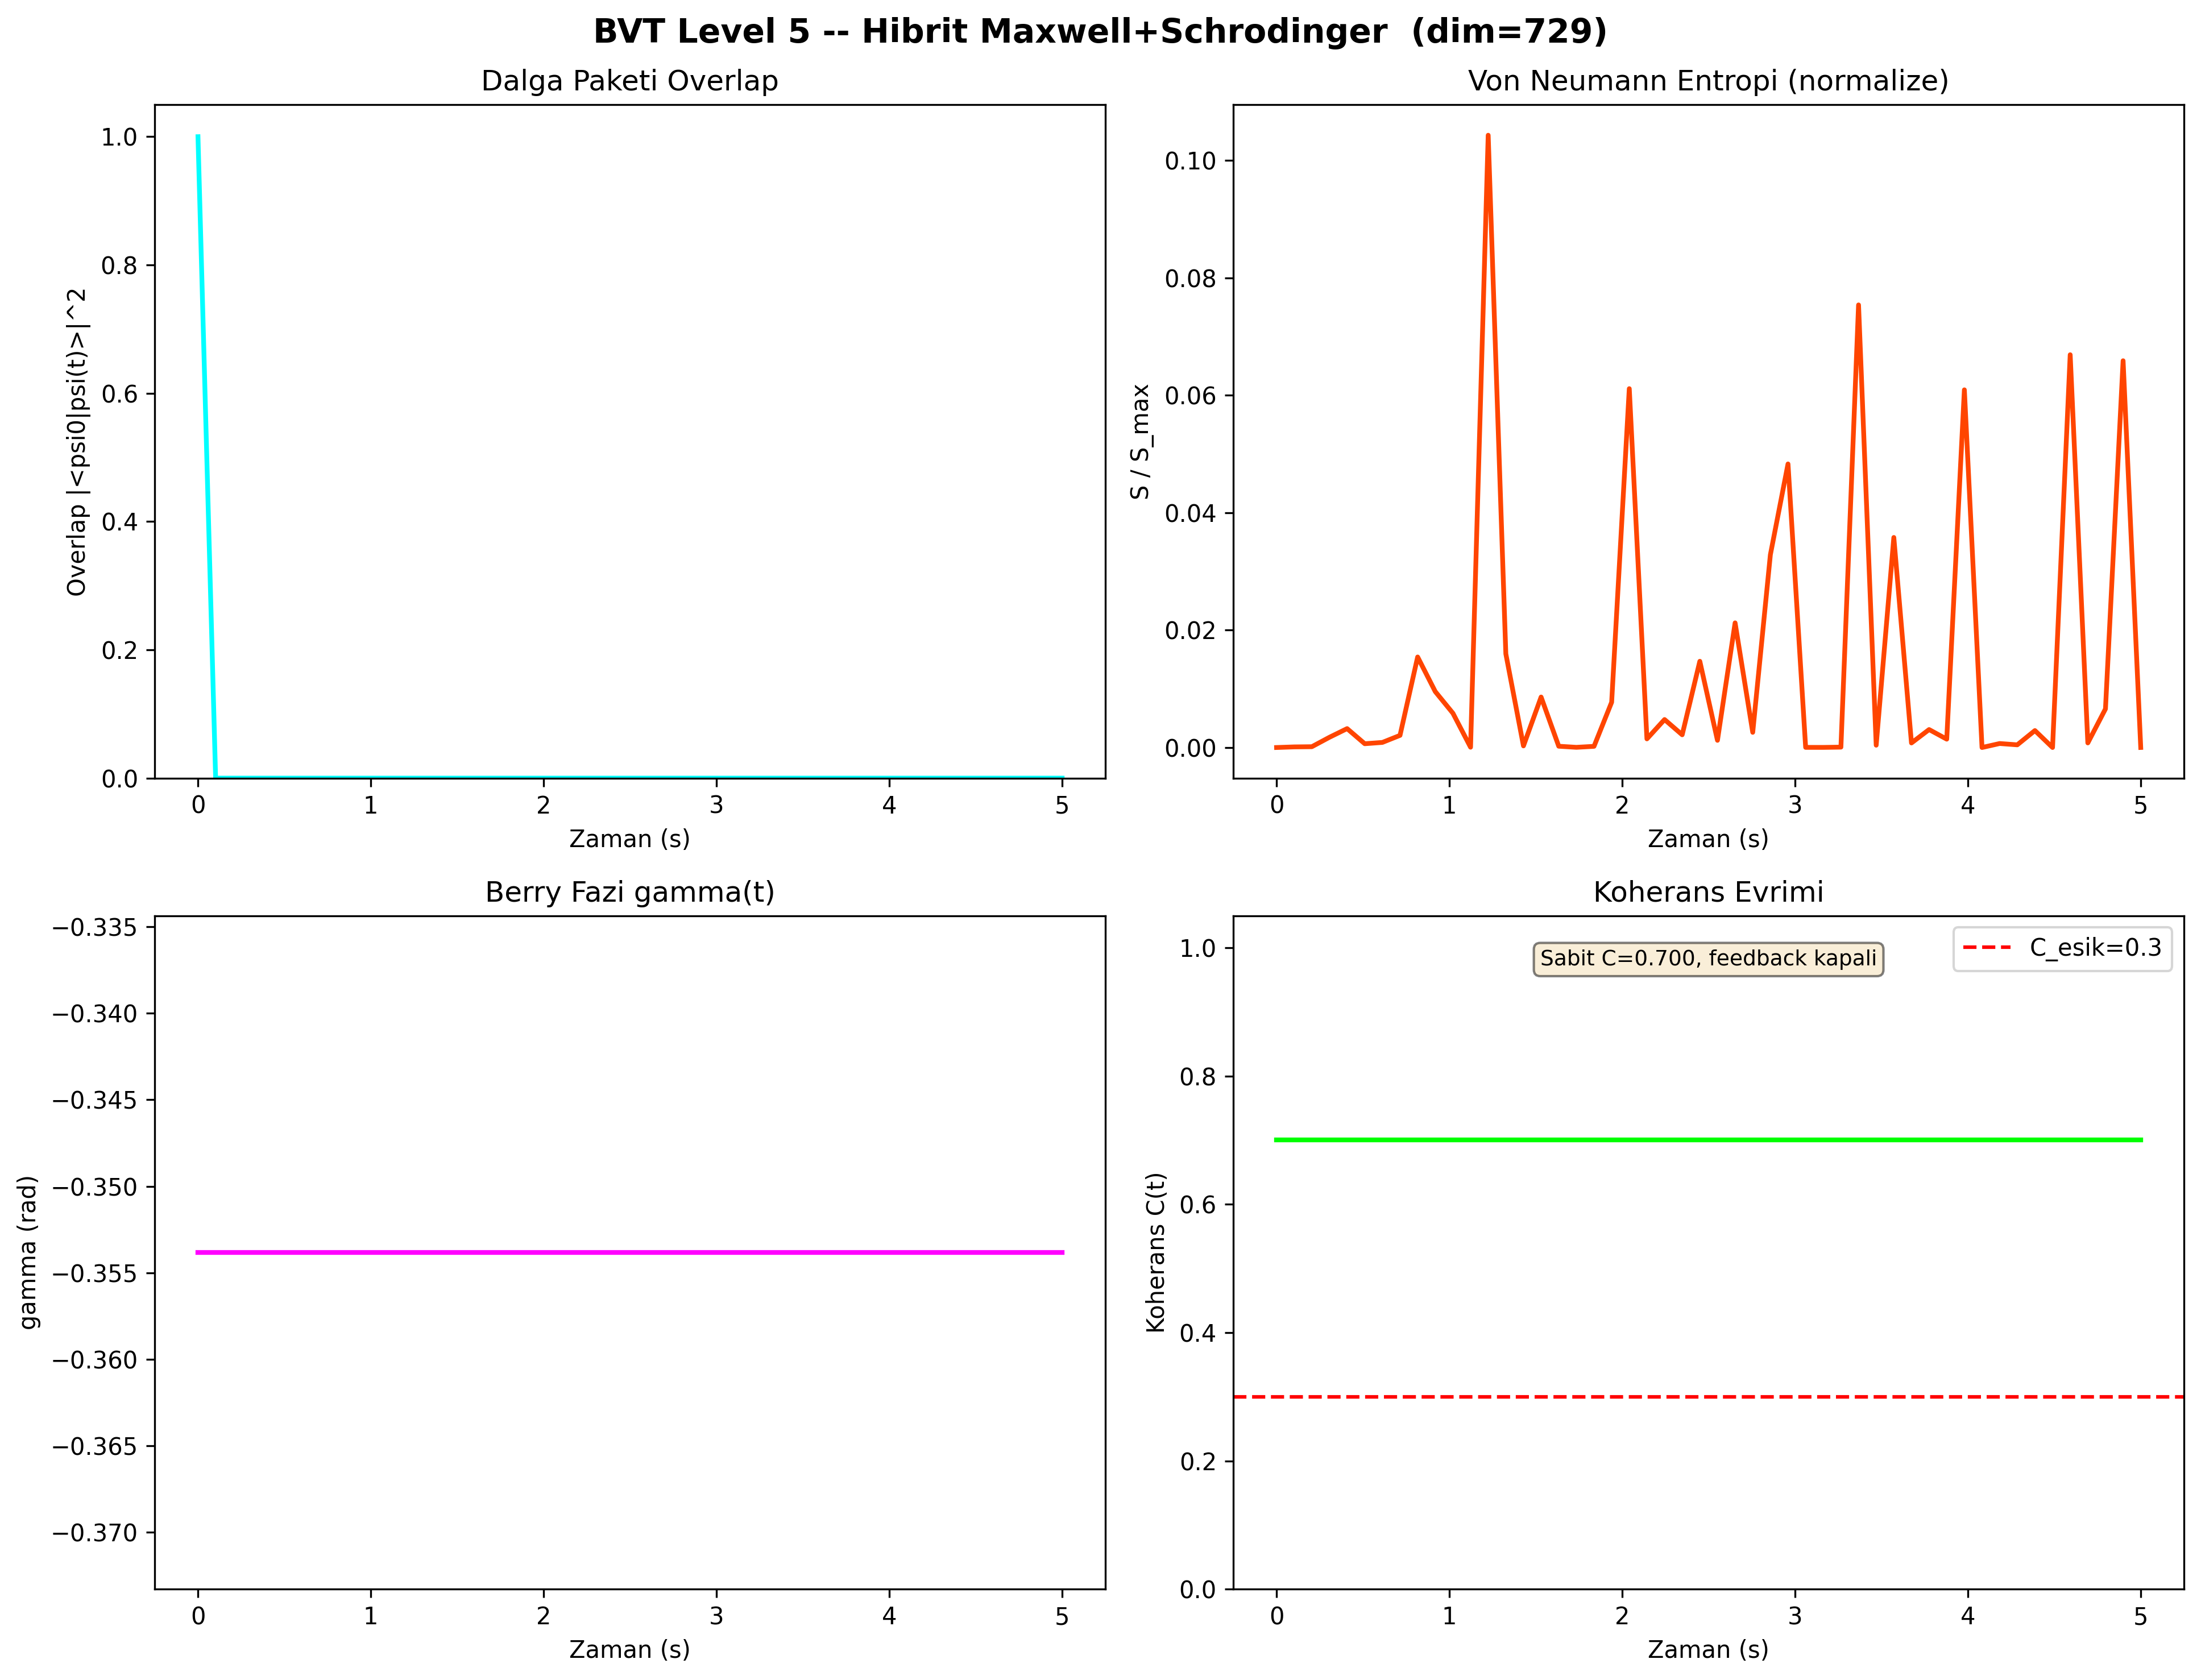 BVT Level 5 -- Hibrit Maxwell+Schrodinger  (dim=729)
Dalga Paketi Overlap
Overlap |<psi0|psi(t)>|^2
1.0
0.8
0.6
0.4
0.2
0.0
0 1 2 3 4 5
Zaman (s)
Von Neumann Entropi (normalize)
S / S_max
0.10
0.08
0.06
0.04
0.02
0.00
0 1 2 3 4 5
Zaman (s)
Berry Fazi gamma(t)
gamma (rad)
−0.335
−0.340
−0.345
−0.350
−0.355
−0.360
−0.365
−0.370
0 1 2 3 4 5
Zaman (s)
Koherans Evrimi
Sabit C=0.700, feedback kapali
C_esik=0.3
Koherans C(t)
1.0
0.8
0.6
0.4
0.2
0.0
0 1 2 3 4 5
Zaman (s)